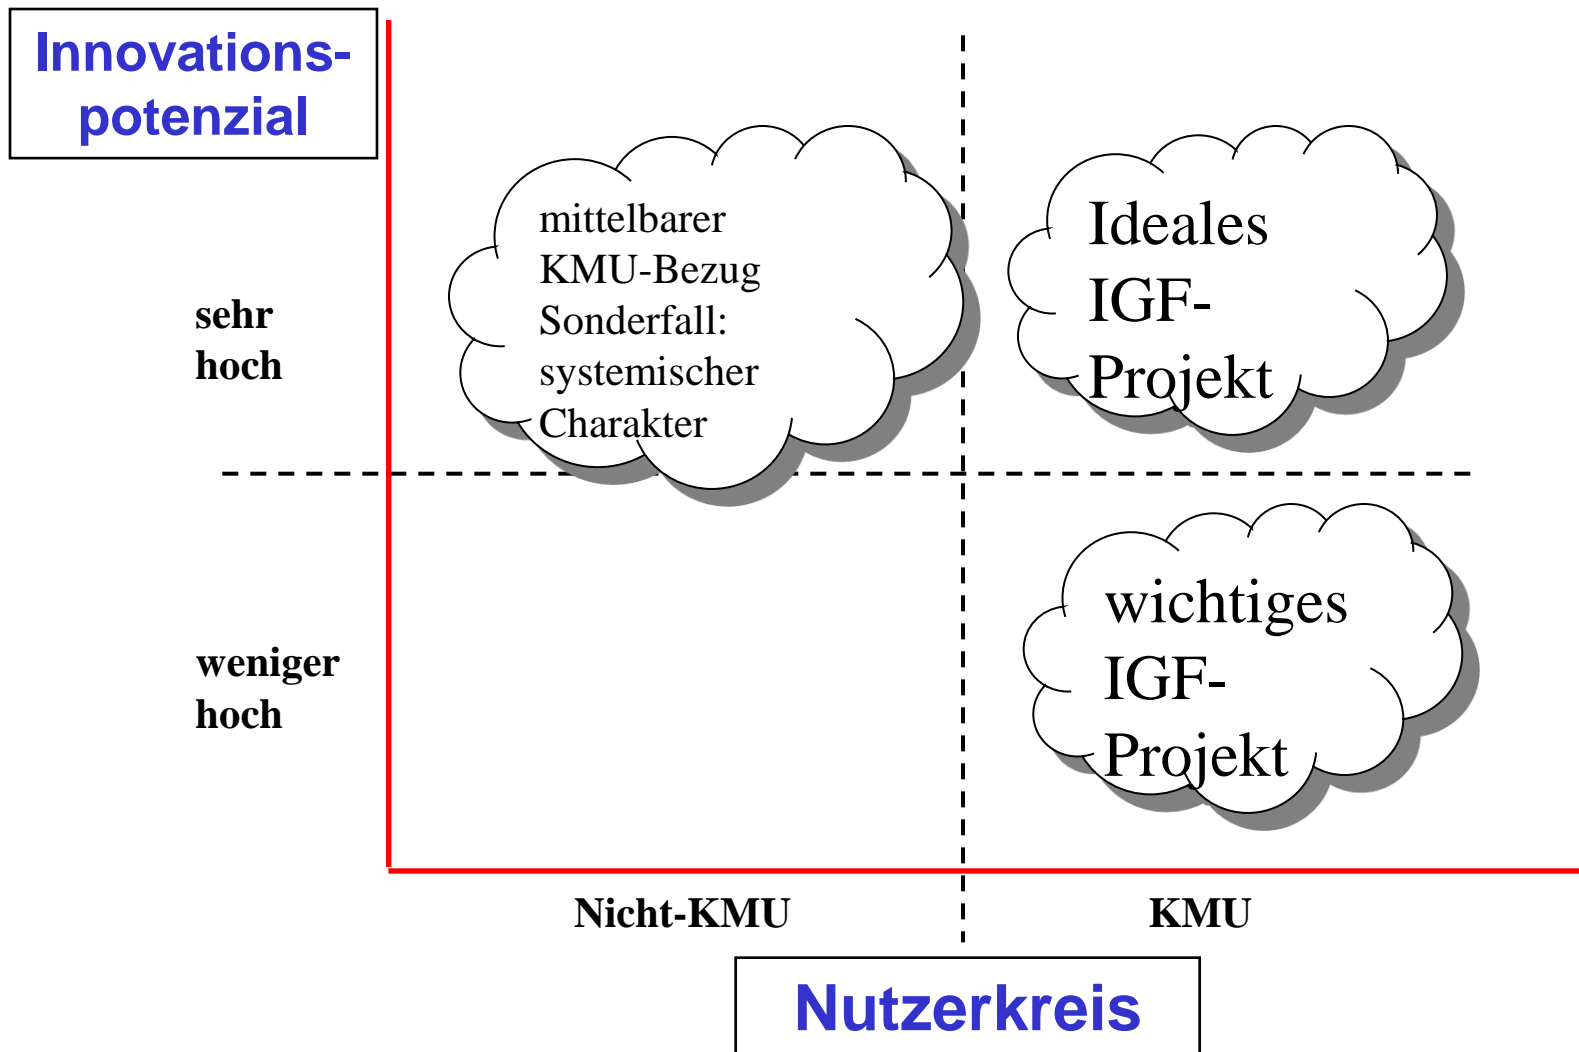 Innovations-
potenzial
mittelbarer
KMU-Bezug
Sonderfall:
systemischer
Charakter
Ideales
IGF-
Projekt
sehr
hoch
wichtiges
IGF-
Projekt
weniger
hoch
Nicht-KMU
KMU
Nutzerkreis